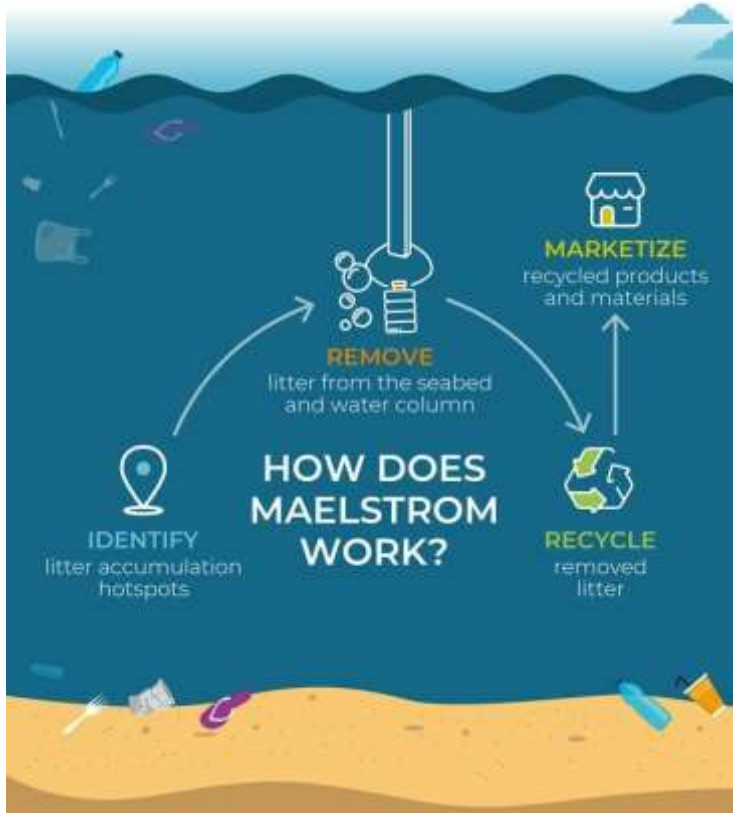 HOW DOES
MAELSTROM
WORK?
IDENTIFY
litter accumulation
hotspots
REMOVE
litter from the seabed
and water column
RECYCLE
removed
litter
MARKETIZE
recycled products
and materials